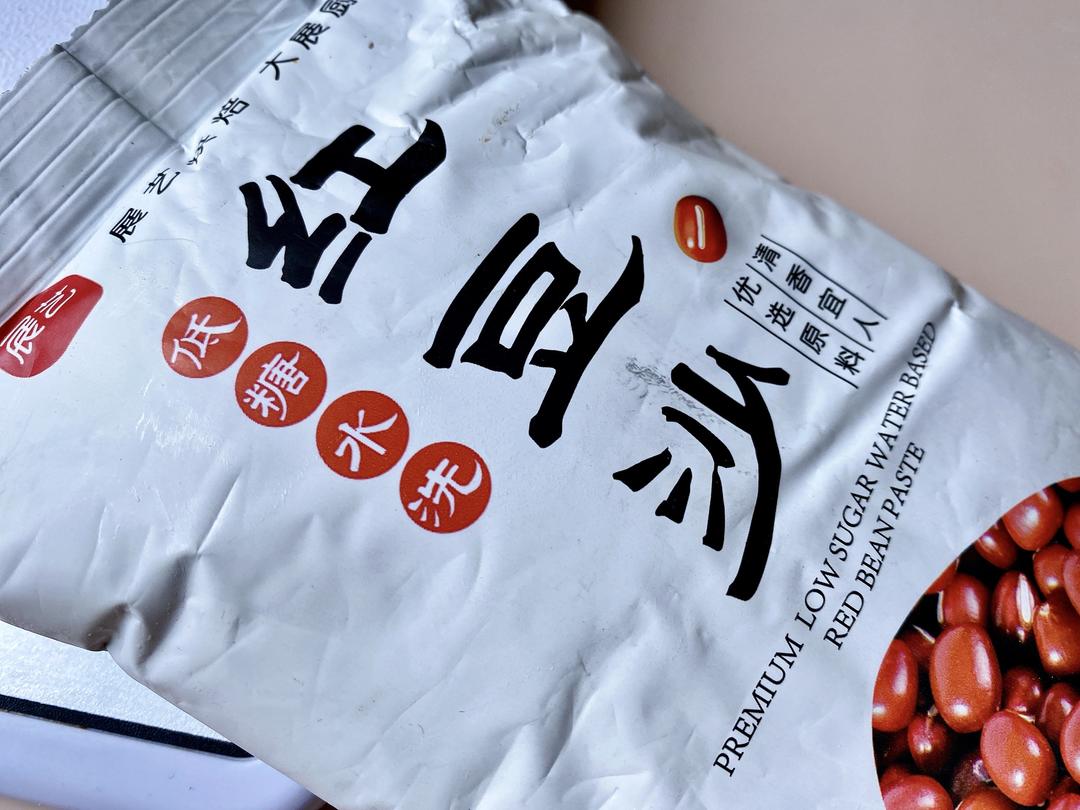 展艺烘焙 大展厨
展艺
红豆沙
低糖水洗
清香宜人
优选原料
PREMIUM LOW SUGAR WATER BASED
RED BEAN PASTE